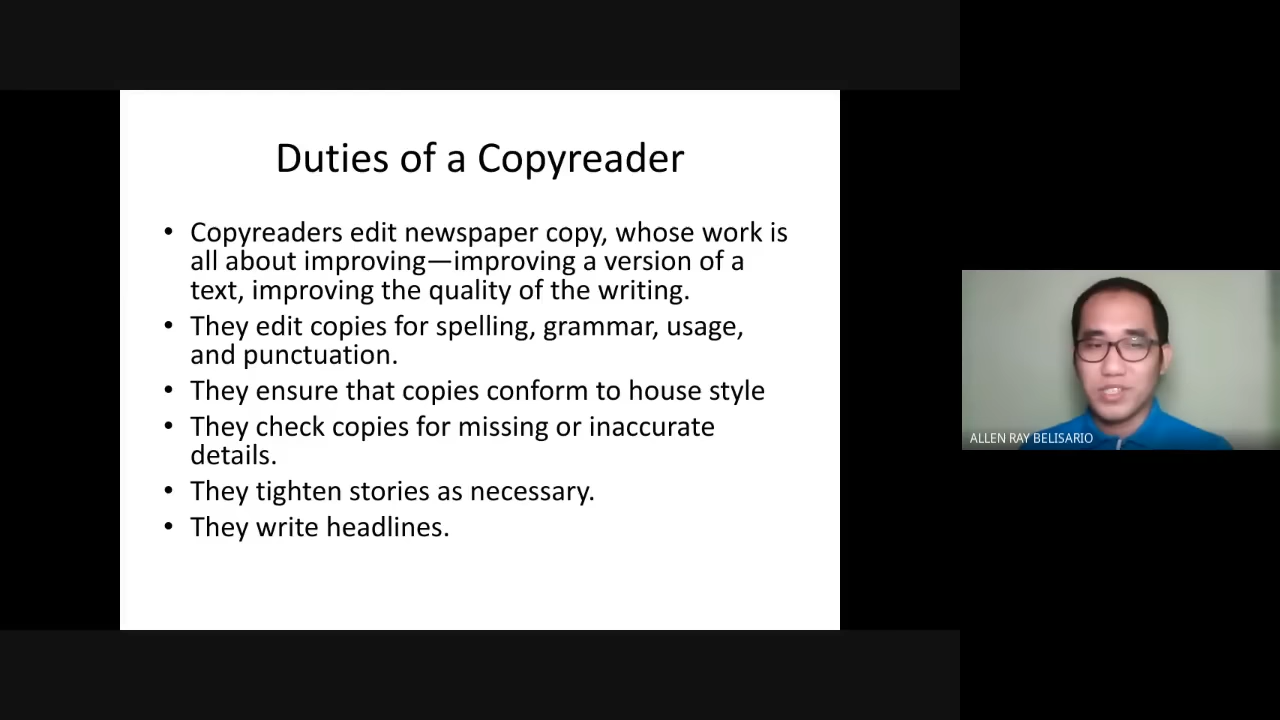 Duties of a Copyreader
• Copyreaders edit newspaper copy, whose work is
all about improving—improving a version of a
text, improving the quality of the writing.
• They edit copies for spelling, grammar, usage,
and punctuation.
• They ensure that copies conform to house style
• They check copies for missing or inaccurate
details.
• They tighten stories as necessary.
• They write headlines.
ALLEN RAY BELISARIO